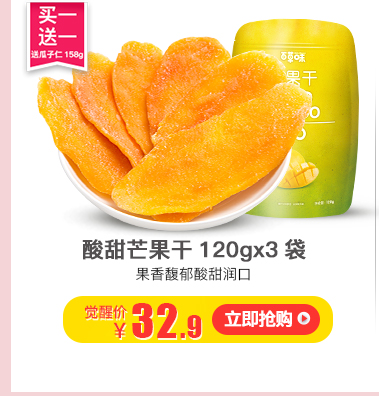 买一
送一
送瓜子仁 158g
百草味
果干
酸甜芒果干 120gx3 袋
果香馥郁酸甜润口
觉醒价
¥32.9
立即抢购